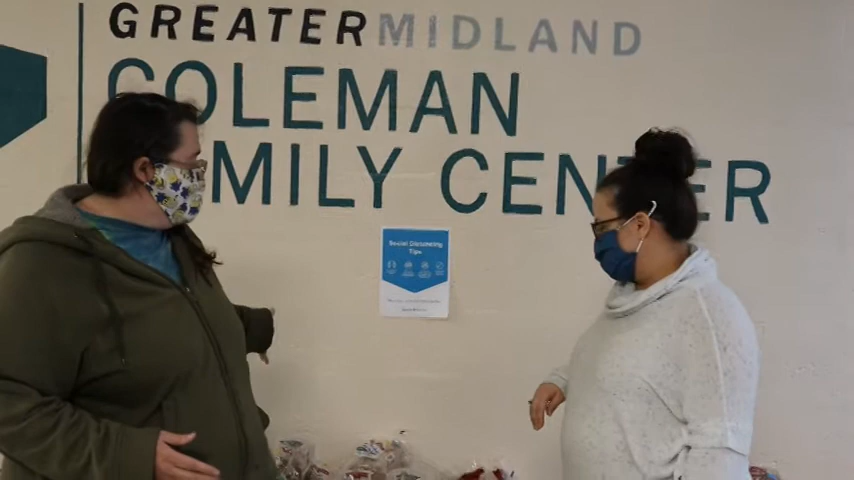 GREATER MIDLAND
COLEMAN
MILY CENTER
Social Distancing
Tips